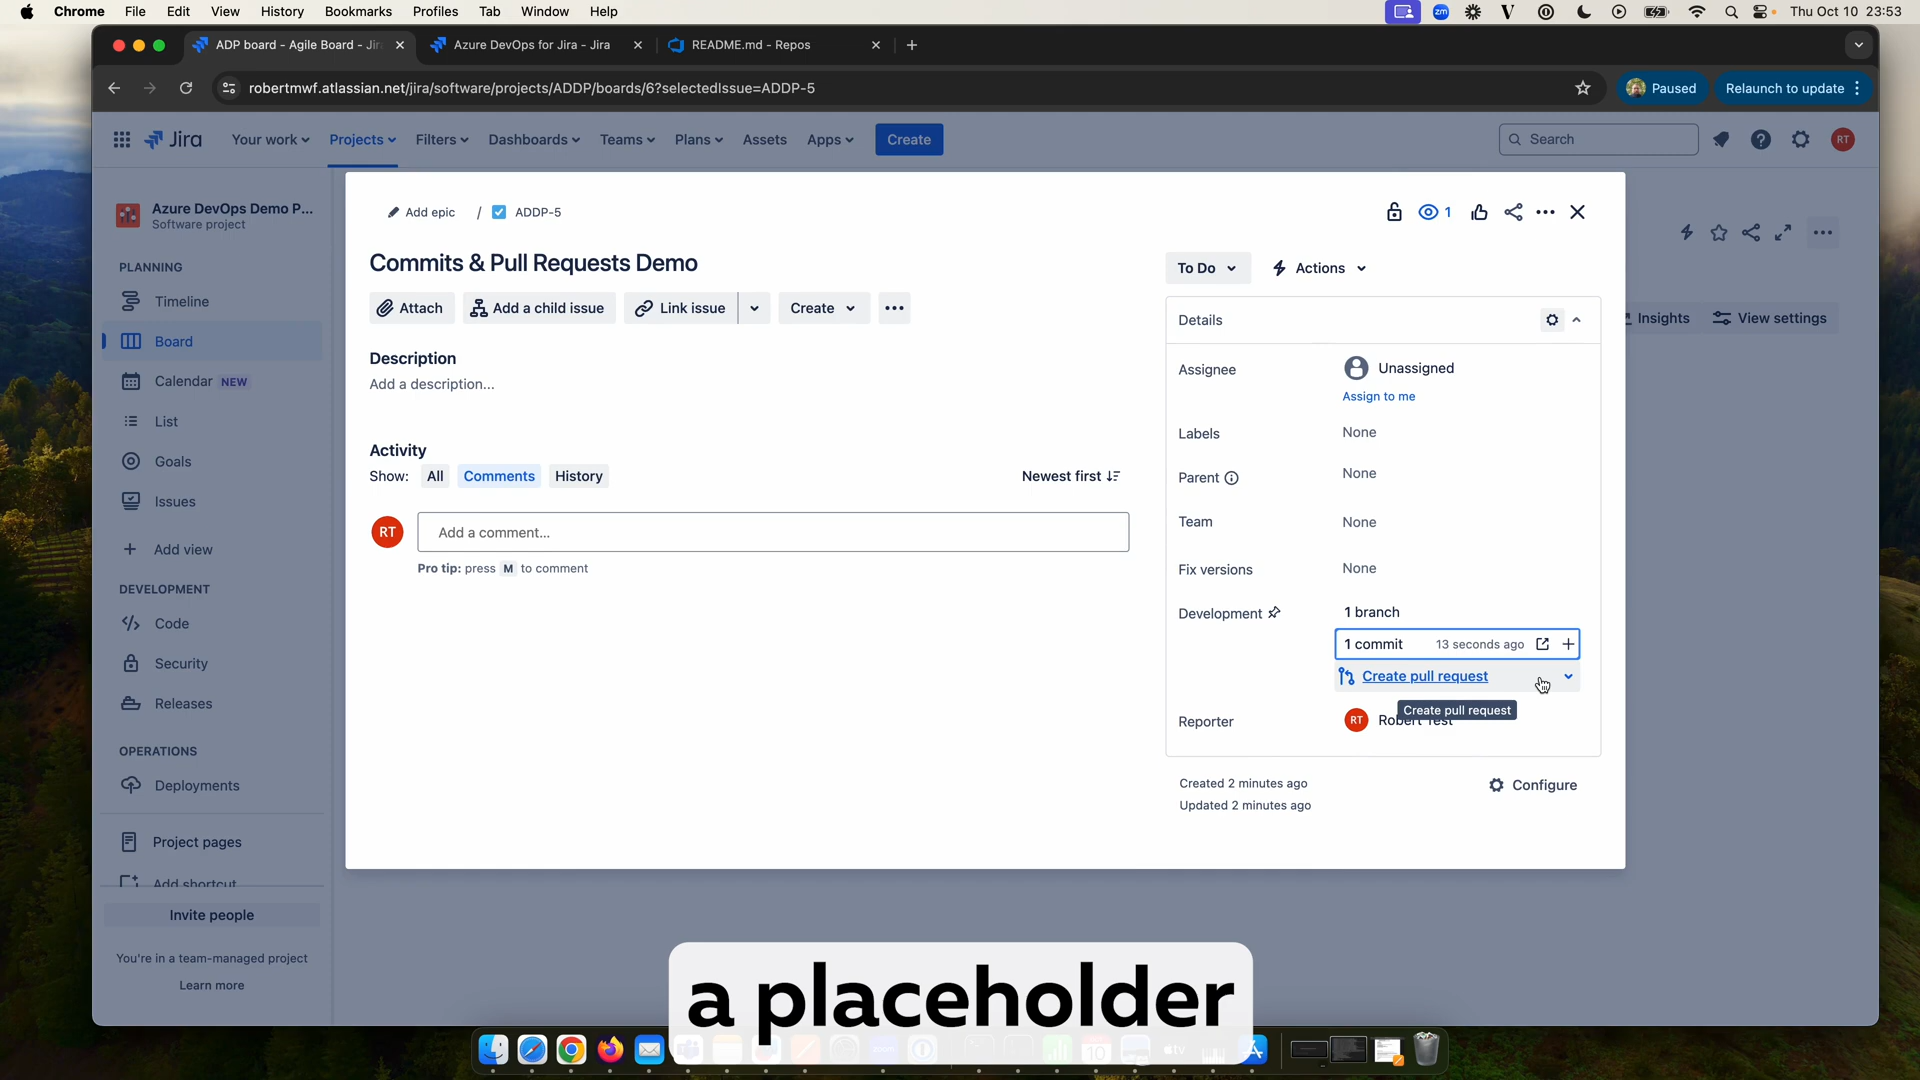 Chrome File Edit View History Bookmarks Profiles Tab Window Help
zm
Thu Oct 10 23:53
ADP board - Agile Board - Jir
Azure DevOps for Jira - Jira
README.md - Repos
robertmwf.atlassian.net/jira/software/projects/ADDP/boards/6?selectedIssue=ADDP-5
Paused
Relaunch to update
Jira
Your work
Projects
Filters
Dashboards
Teams
Plans
Assets
Apps
Create
Search
RT
Azure DevOps Demo P...
Software project
PLANNING
Timeline
Board
Calendar NEW
List
Goals
Issues
Add view
DEVELOPMENT
Code
Security
Releases
OPERATIONS
Deployments
Project pages
Add shortcut
Invite people
You're in a team-managed project
Learn more
Insights
View settings
Add epic / ADDP-5
1
Commits & Pull Requests Demo
Attach
Add a child issue
Link issue
Create
Description
Add a description...
Activity
Show: All Comments History
Newest first
RT
Add a comment...
Pro tip: press M to comment
To Do
Actions
Details
Assignee
Unassigned
Assign to me
Labels
None
Parent
None
Team
None
Fix versions
None
Development
1 branch
1 commit
13 seconds ago
Create pull request
Create pull request
Reporter
RT
Robert Test
Created 2 minutes ago
Updated 2 minutes ago
Configure
a placeholder